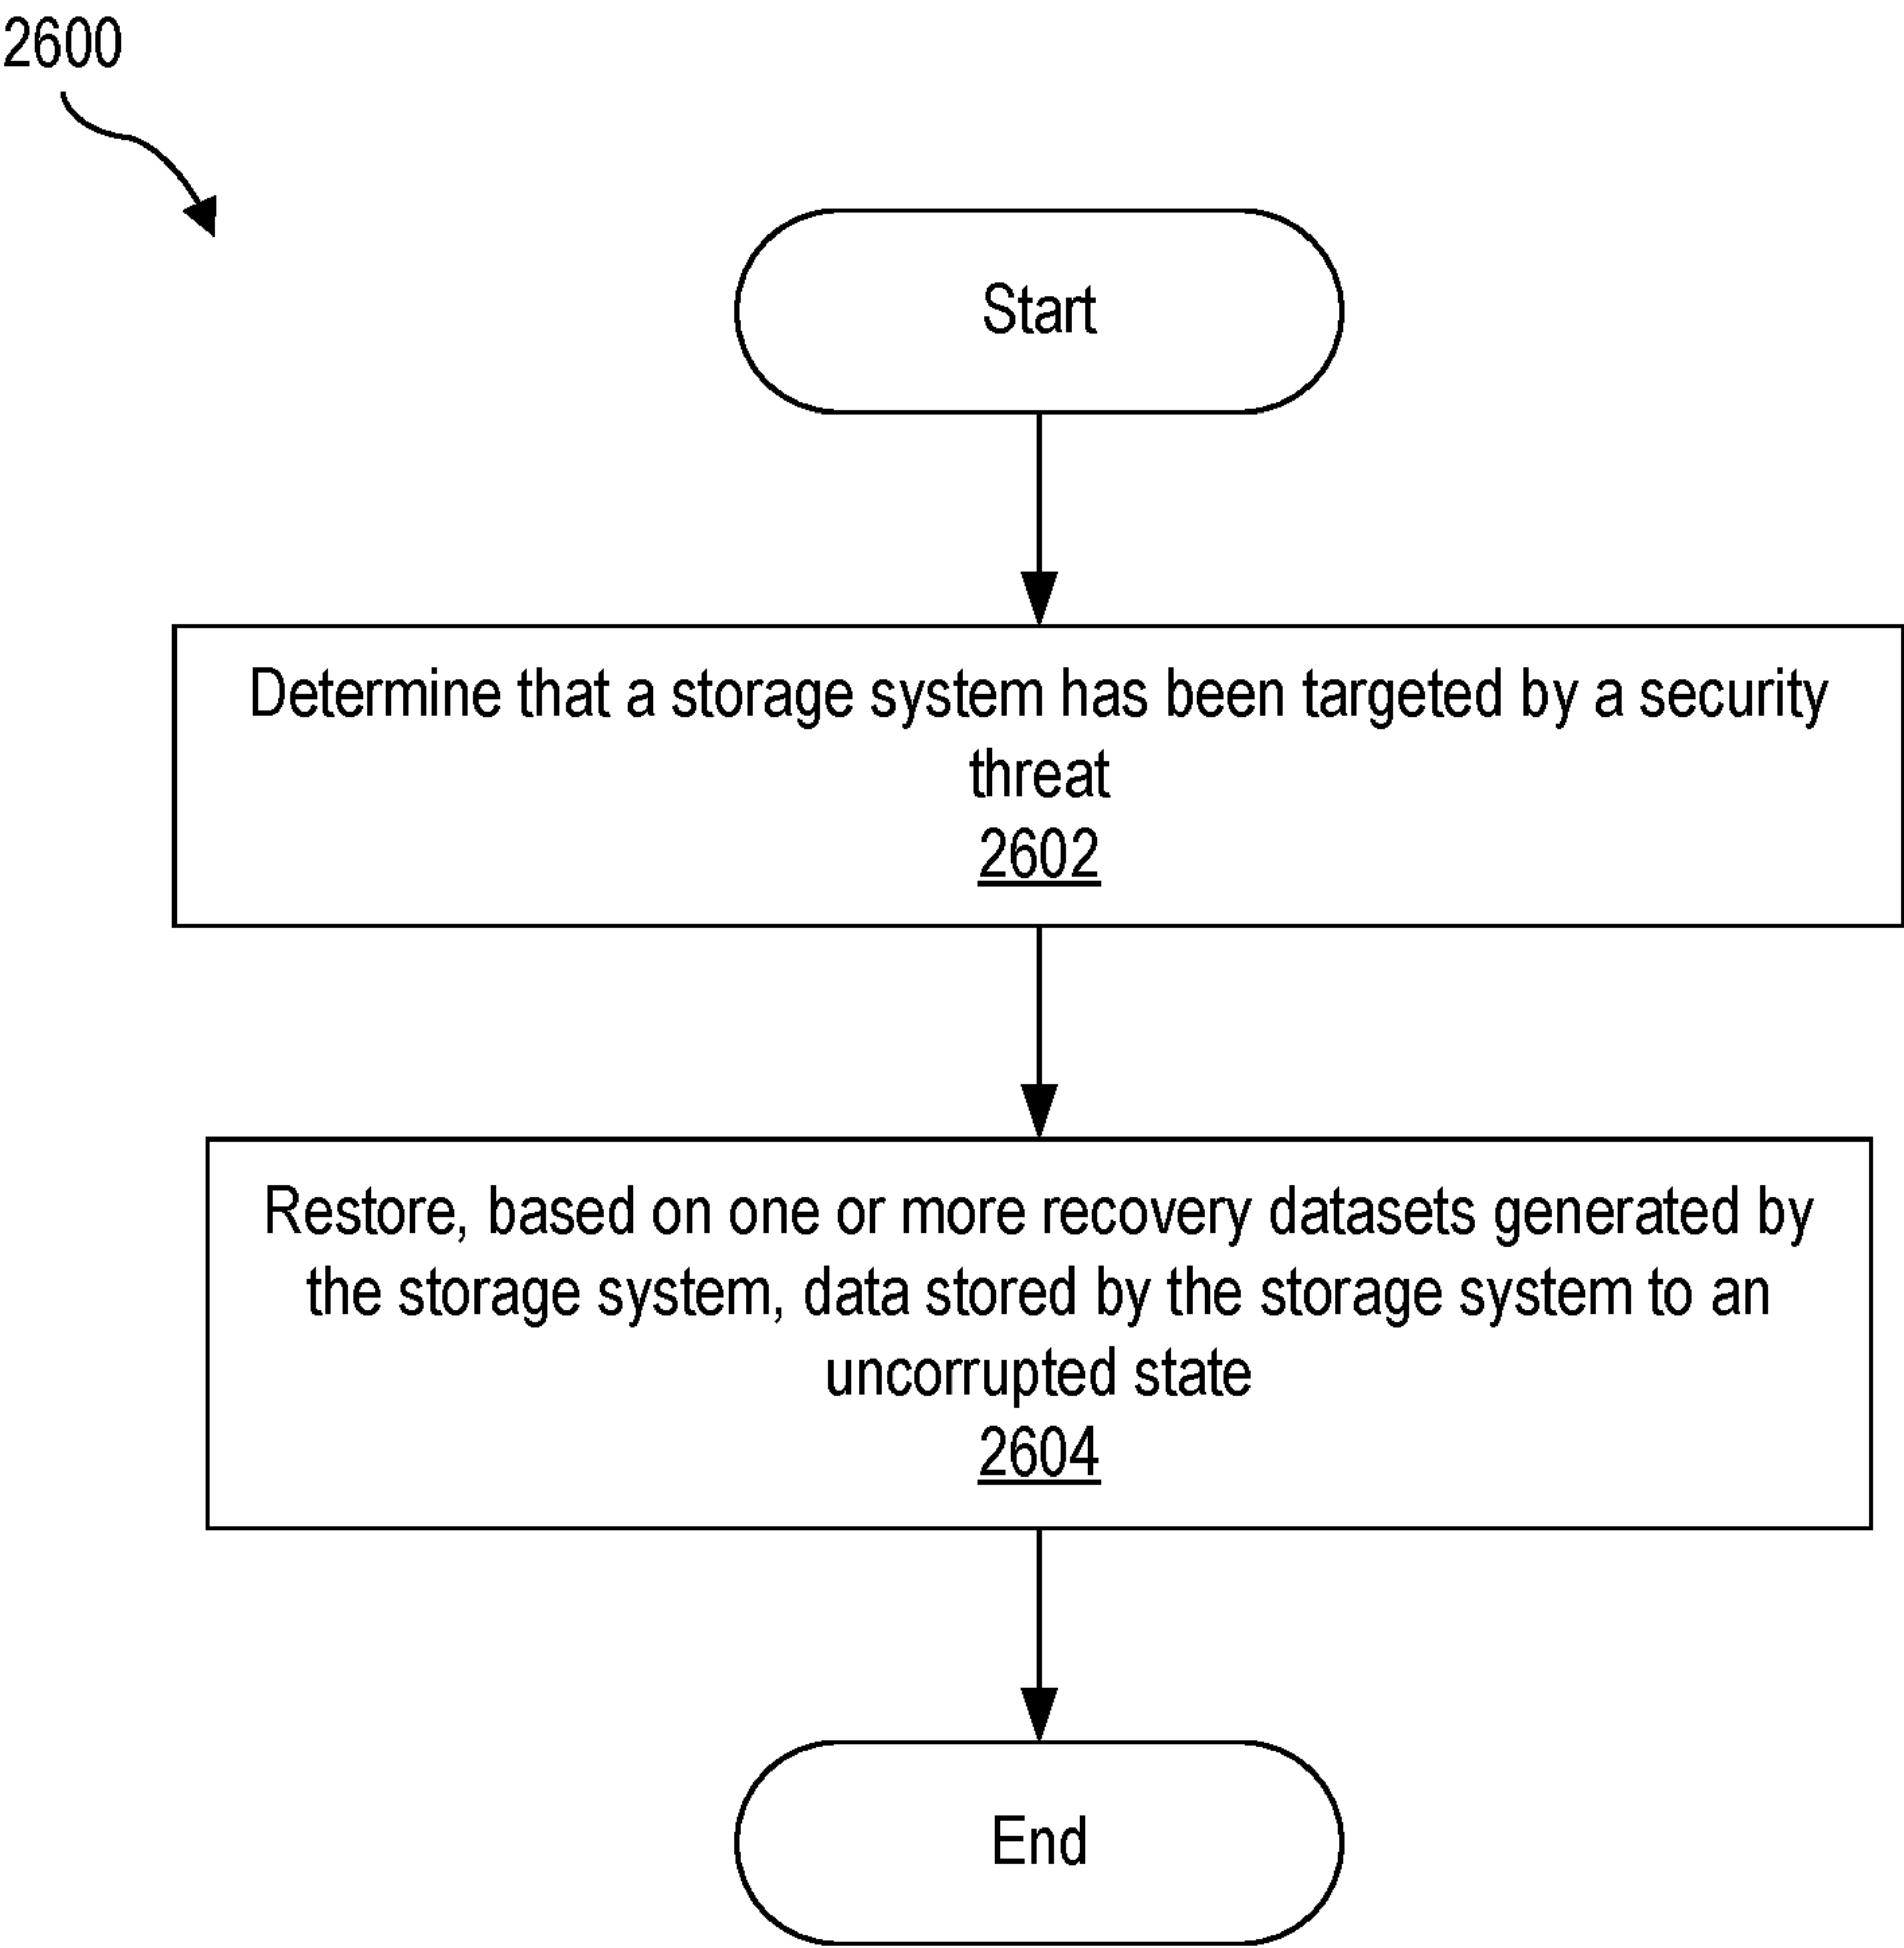 2600
Start
Determine that a storage system has been targeted by a security
threat
2602
Restore, based on one or more recovery datasets generated by
the storage system, data stored by the storage system to an
uncorrupted state
2604
End